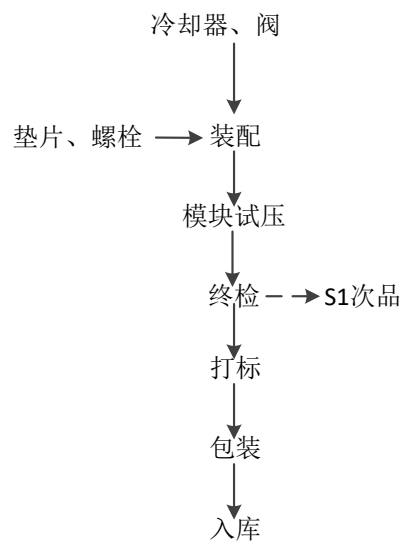 冷却器、阀
垫片、螺栓
装配
模块试压
终检
S1次品
打标
包装
入库